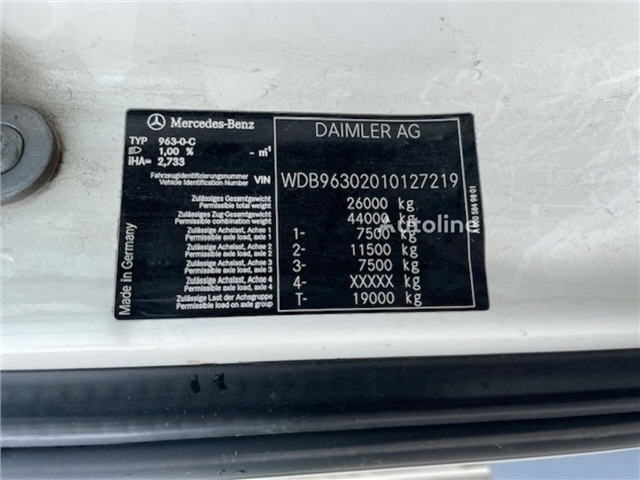 Mercedes-Benz
DAIMLER AG
TYP 963-0-C
1,00 % - m⁻¹
iHA= 2,733
Fahrzeugidentifizierungsnummer
Vehicle Identification Number VIN WDB96302010127219
Zulässiges Gesamtgewicht
Permissible total weight 26000 kg
Zulässiges Zug-Gesamtgewicht
Permissible combination weight 44000 kg
Zulässige Achslast, Achse 1
Permissible axle load, axle 1 1- 7500 kg
Zulässige Achslast, Achse 2
Permissible axle load, axle 2 2- 11500 kg
Zulässige Achslast, Achse 3
Permissible axle load, axle 3 3- 7500 kg
Zulässige Achslast, Achse 4
Permissible axle load, axle 4 4- XXXXX kg
Zulässige Last der Achsgruppe
Permissible load on axle group T- 19000 kg
Made in Germany
Autoline